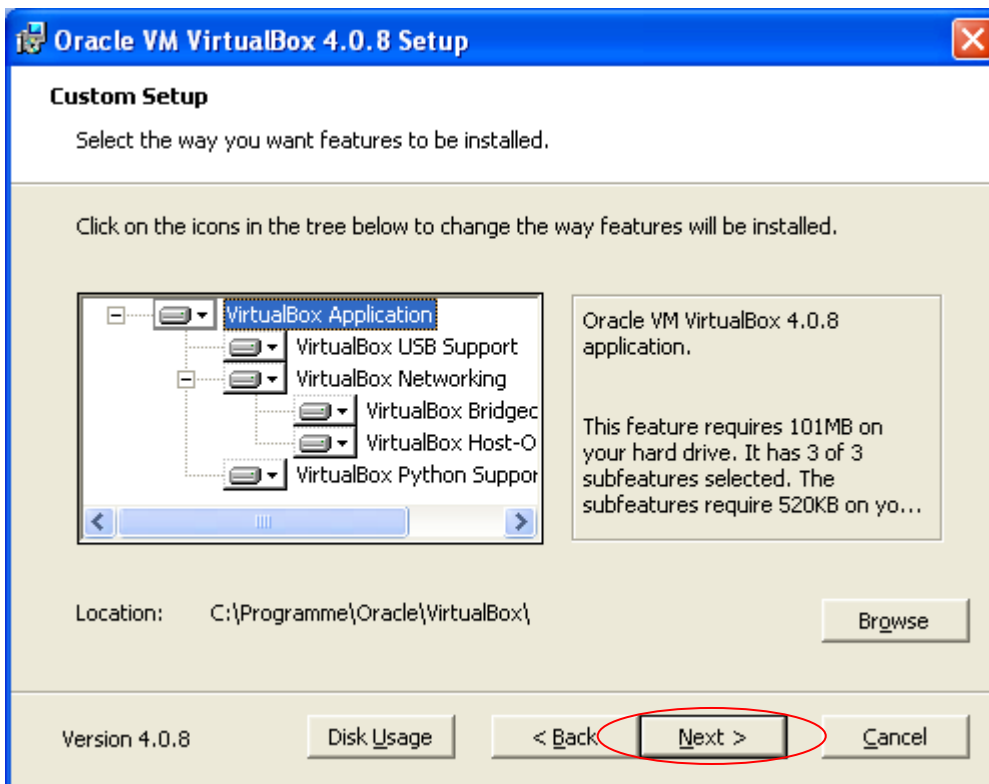 Oracle VM VirtualBox 4.0.8 Setup
Custom Setup
Select the way you want features to be installed.
Click on the icons in the tree below to change the way features will be installed.
VirtualBox Application
VirtualBox USB Support
VirtualBox Networking
VirtualBox Bridgec
VirtualBox Host-O
VirtualBox Python Suppor
Oracle VM VirtualBox 4.0.8
application.
This feature requires 101MB on
your hard drive. It has 3 of 3
subfeatures selected. The
subfeatures require 520KB on yo...
Location: C:\Programme\Oracle\VirtualBox\
Browse
Version 4.0.8 Disk Usage < Back Next > Cancel